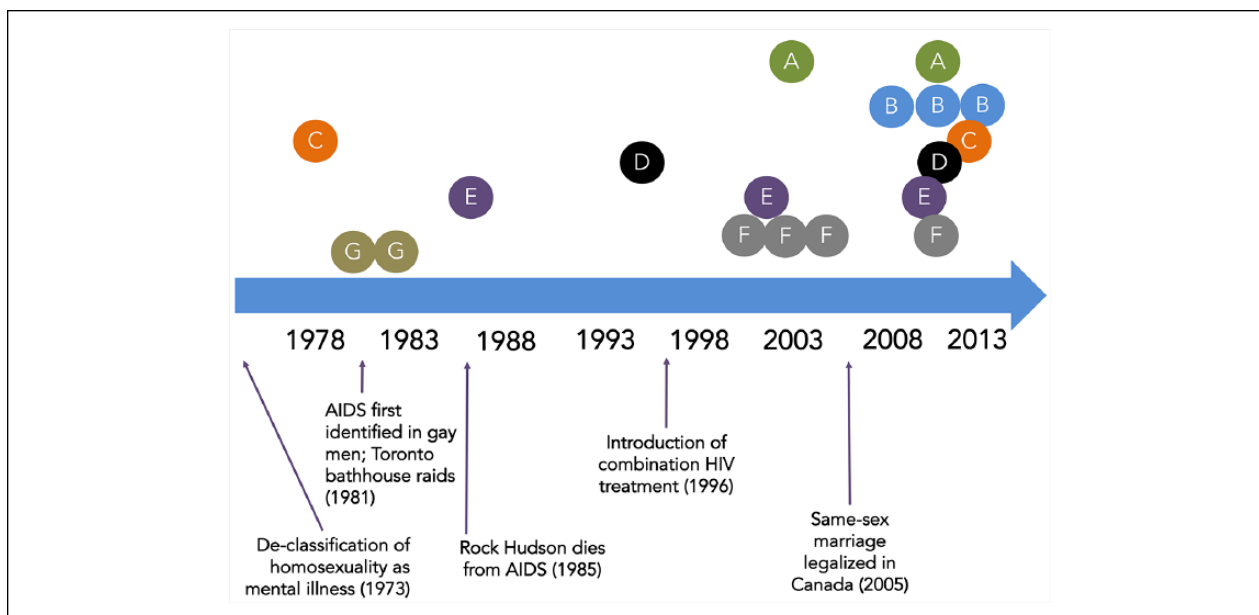 A A
B B B
C C
D D
E E E
F F F F
G G
1978 1983 1988 1993 1998 2003 2008 2013
AIDS first
identified in gay
men; Toronto
bathhouse raids
(1981)
De-classification of
homosexuality as
mental illness (1973)
Rock Hudson dies
from AIDS (1985)
Introduction of
combination HIV
treatment (1996)
Same-sex
marriage
legalized in
Canada (2005)